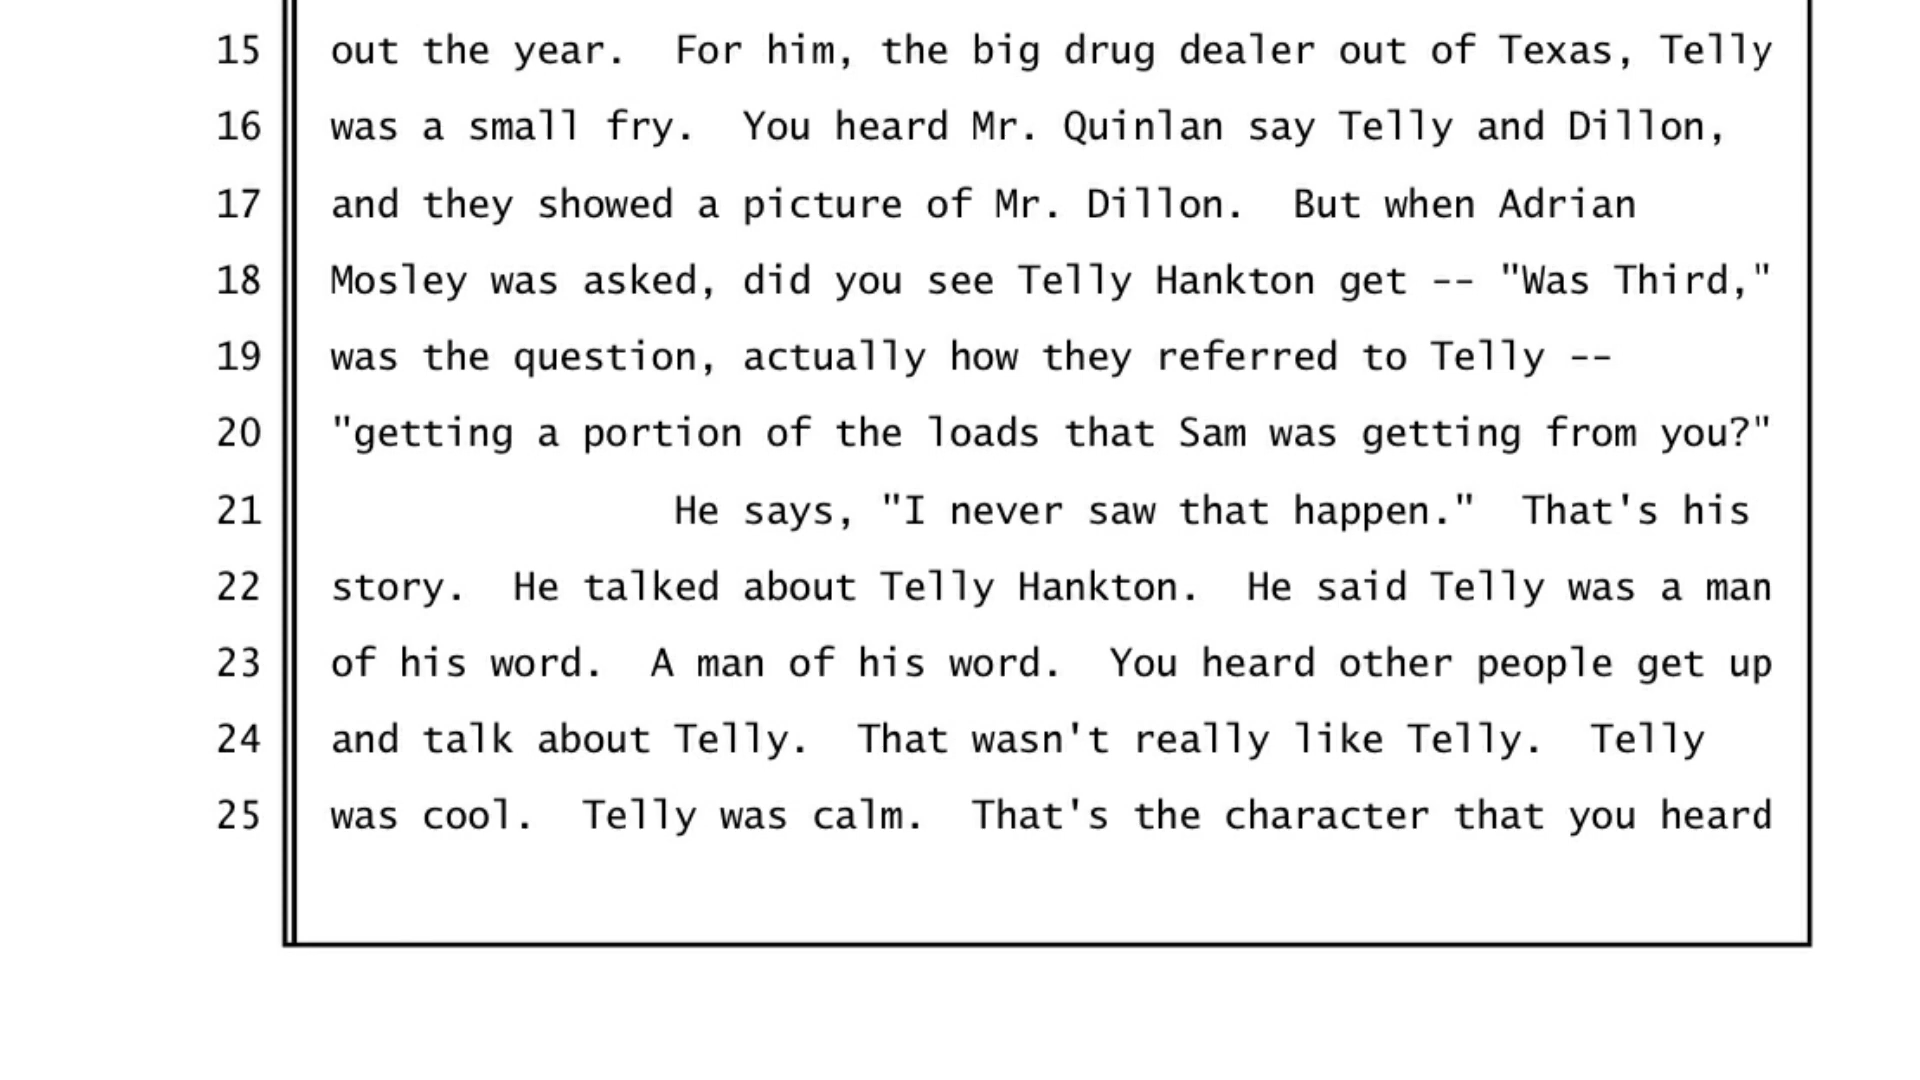 15 out the year.  For him, the big drug dealer out of Texas, Telly
16 was a small fry.  You heard Mr. Quinlan say Telly and Dillon,
17 and they showed a picture of Mr. Dillon.  But when Adrian
18 Mosley was asked, did you see Telly Hankton get -- "Was Third,"
19 was the question, actually how they referred to Telly --
20 "getting a portion of the loads that Sam was getting from you?"
21 He says, "I never saw that happen."  That's his
22 story.  He talked about Telly Hankton.  He said Telly was a man
23 of his word.  A man of his word.  You heard other people get up
24 and talk about Telly.  That wasn't really like Telly.  Telly
25 was cool.  Telly was calm.  That's the character that you heard